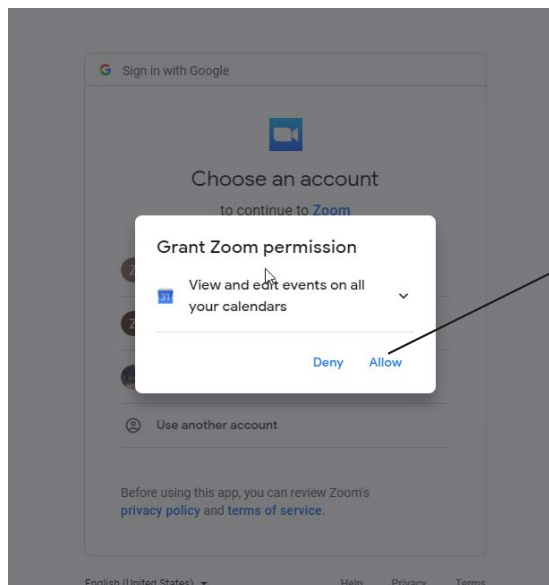 Sign in with Google
Choose an account
to continue to Zoom
Grant Zoom permission
31
View and edit events on all
your calendars
Deny Allow
Use another account
Before using this app, you can review Zoom's
privacy policy and terms of service.
English (United States) Help Privacy Terms